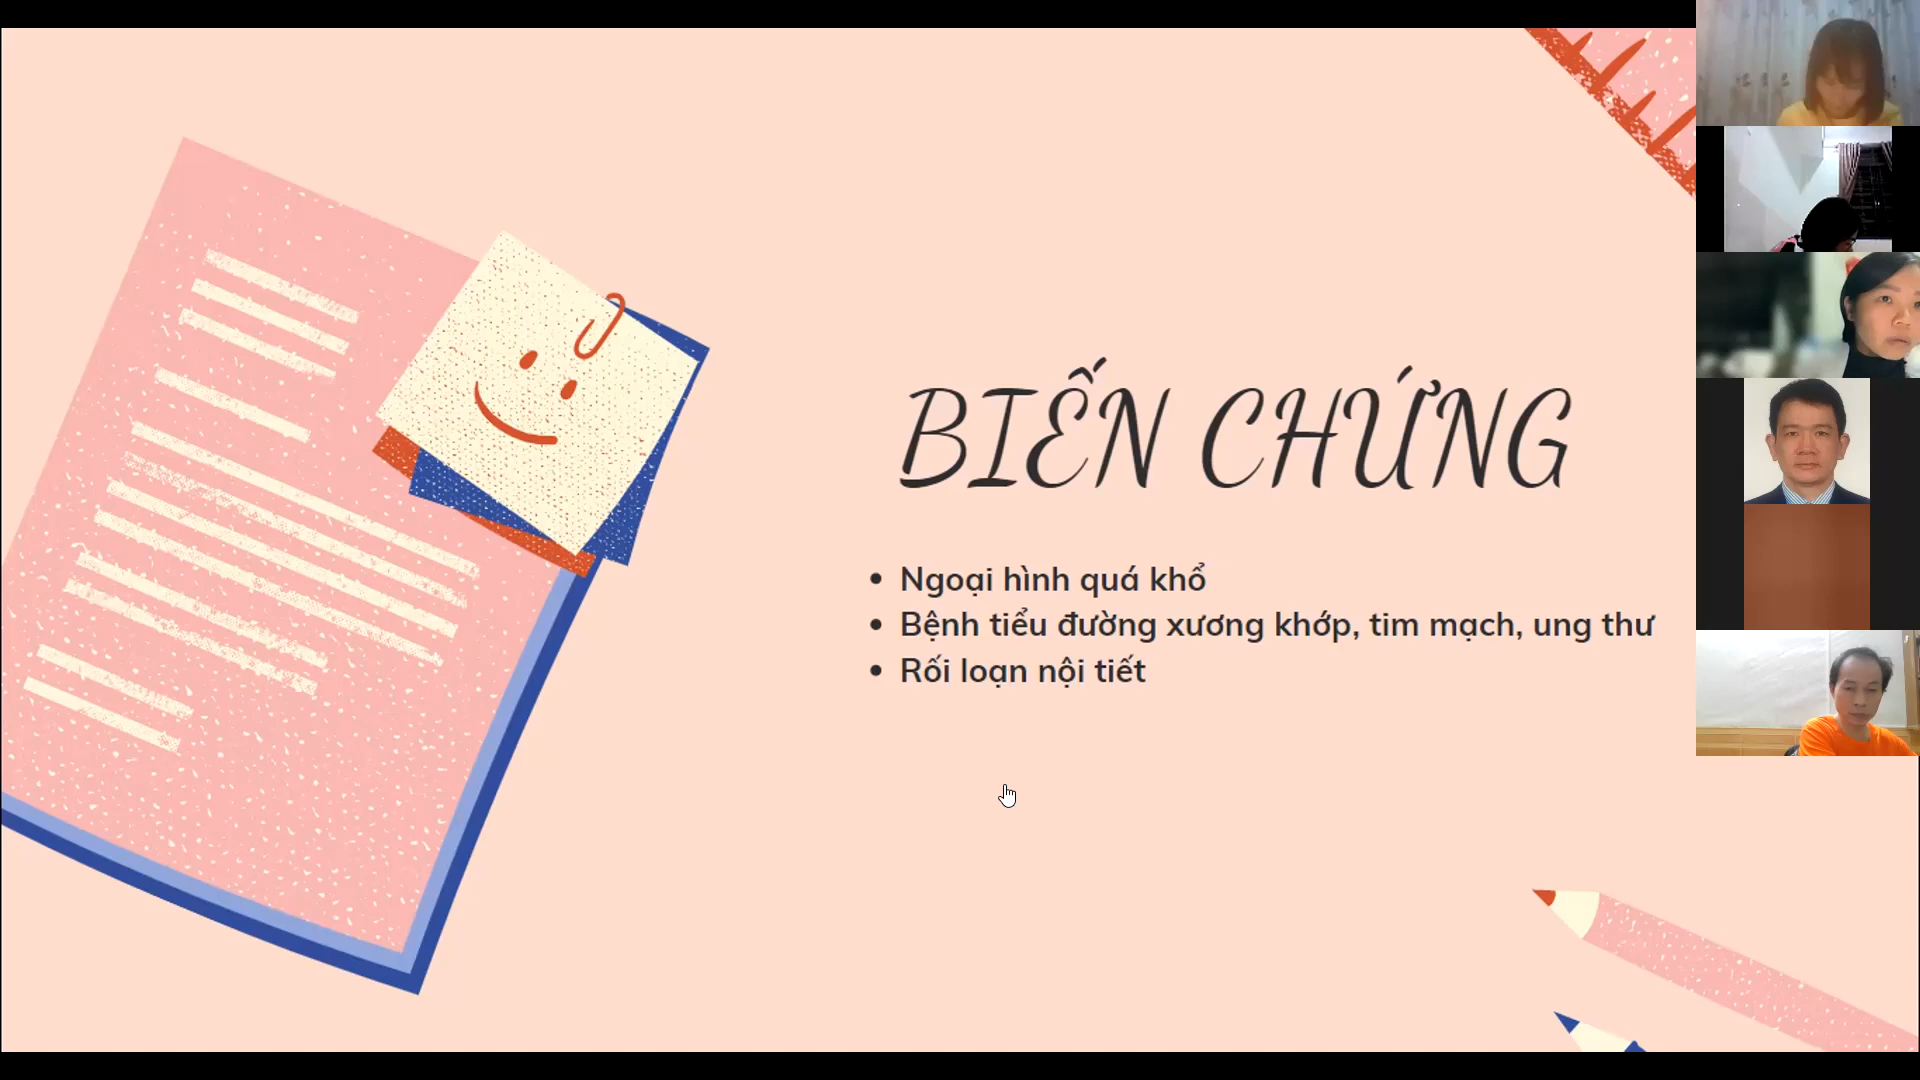 BIẾN CHỨNG
Ngoại hình quá khổ
Bệnh tiểu đường xương khớp, tim mạch, ung thư
Rối loạn nội tiết